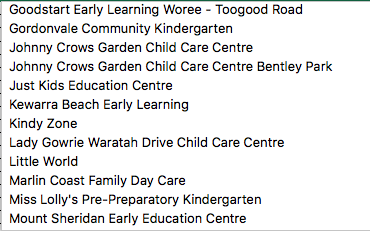 Goodstart Early Learning Woree - Toogood Road
Gordonvale Community Kindergarten
Johnny Crows Garden Child Care Centre
Johnny Crows Garden Child Care Centre Bentley Park
Just Kids Education Centre
Kewarra Beach Early Learning
Kindy Zone
Lady Gowrie Waratah Drive Child Care Centre
Little World
Marlin Coast Family Day Care
Miss Lolly's Pre-Preparatory Kindergarten
Mount Sheridan Early Education Centre